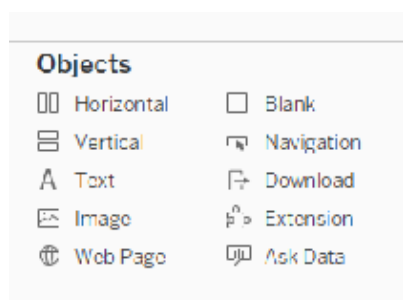 Objects
Horizontal
Blank
Vertical
Navigation
Text
Download
Image
Extension
Web Page
Ask Data